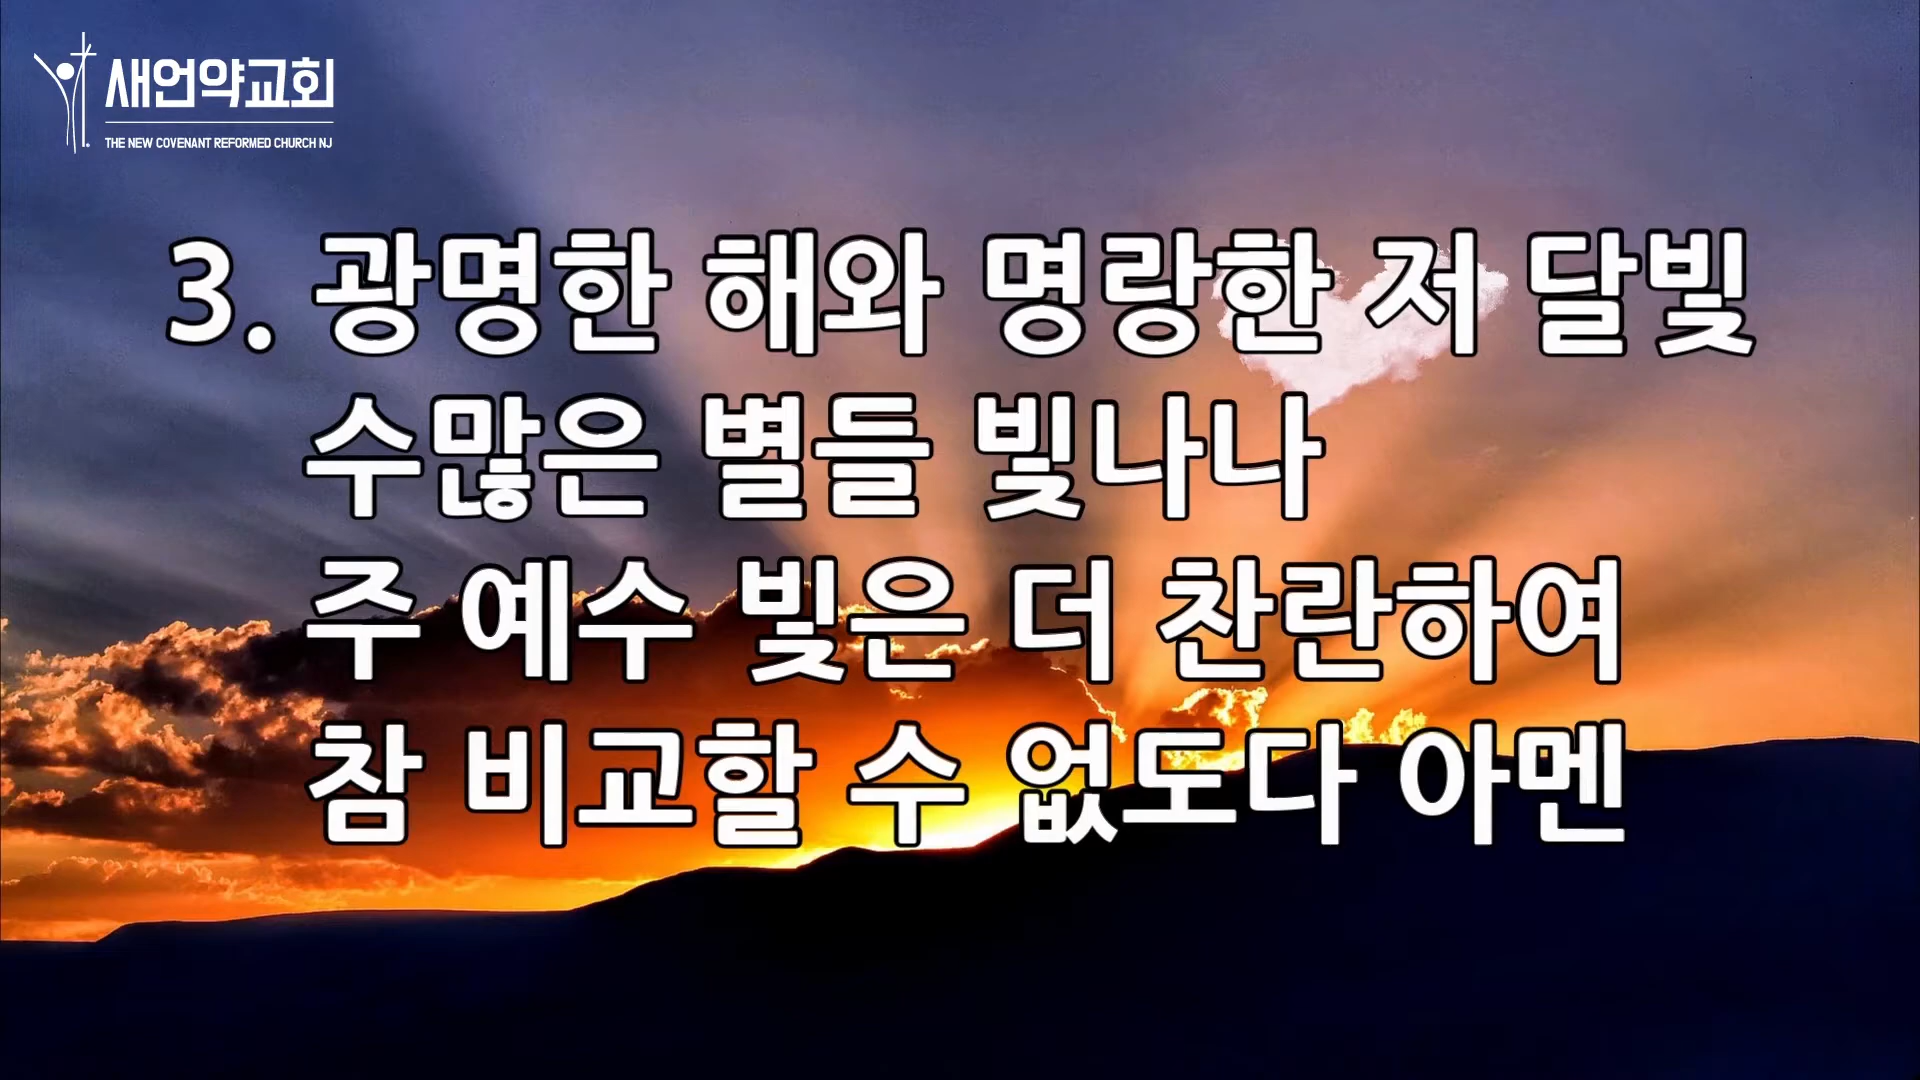 새언약교회
THE NEW COVENANT REFORMED CHURCH NJ
3. 광명한 해와 명랑한 저 달빛
수많은 별들 빛나나
주 예수 빛은 더 찬란하여
참 비교할 수 없도다 아멘